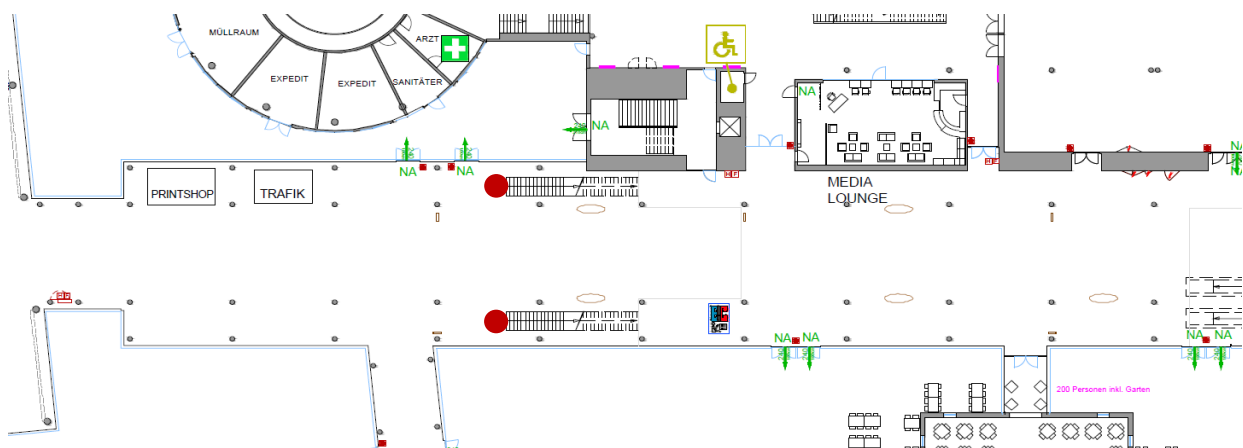 MÜLLRAUM
ARZT
EXPEDIT
EXPEDIT
SANITÄTER
NA
NA
NA
NA
NA
NA
PRINTSHOP
TRAFIK
MEDIA
LOUNGE
NA
NA
NA
NA
200 Personen inkl. Garten